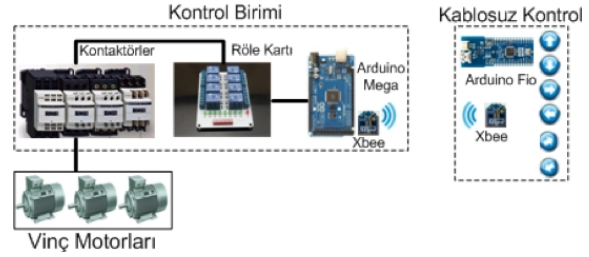 Kontrol Birimi
Kablosuz Kontrol
Kontaktörler
Röle Kartı
Arduino
Mega
Xbee
Arduino Fio
Xbee
Vinç Motorları